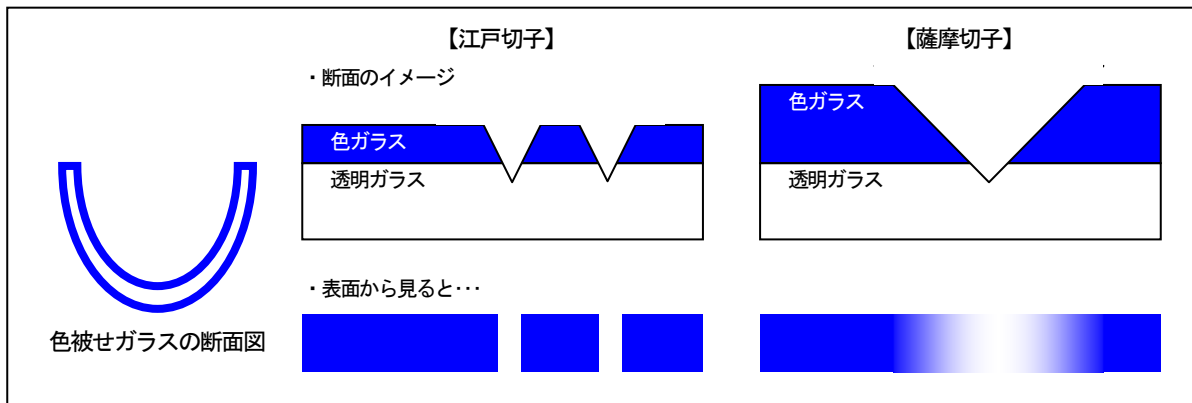 【江戸切子】
・断面のイメージ
色ガラス
透明ガラス
・表面から見ると･･･
【薩摩切子】
色ガラス
透明ガラス
色被せガラスの断面図